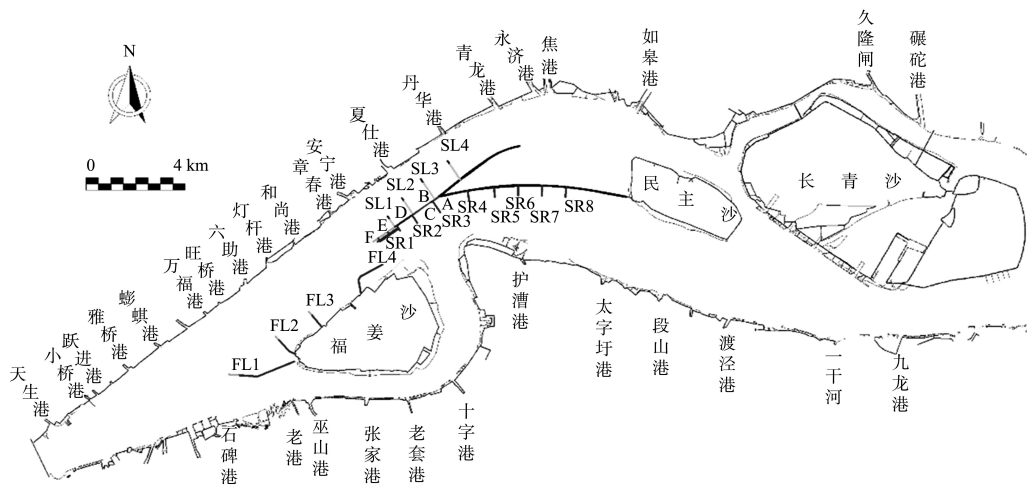 N
0 4 km
天生港
小桥港
跃进港
雅桥港
蟛蜞港
万福港
旺桥港
六助港
灯杆港
和尚港
章春港
安宁港
夏仕港
丹华港
青龙港
永济港
焦港
如皋港
久隆闸
碾砣港
SL4
SL3
SL2
SL1
B
A
D
C
E
F
SR1
SR2
SR3
SR4
SR5
SR6
SR7
SR8
FL4
FL3
FL2
FL1
民主沙
长青沙
福姜沙
护漕港
太字圩港
段山港
渡泾港
一干河
九龙港
石碑港
老港
巫山港
张家港
老套港
十字港